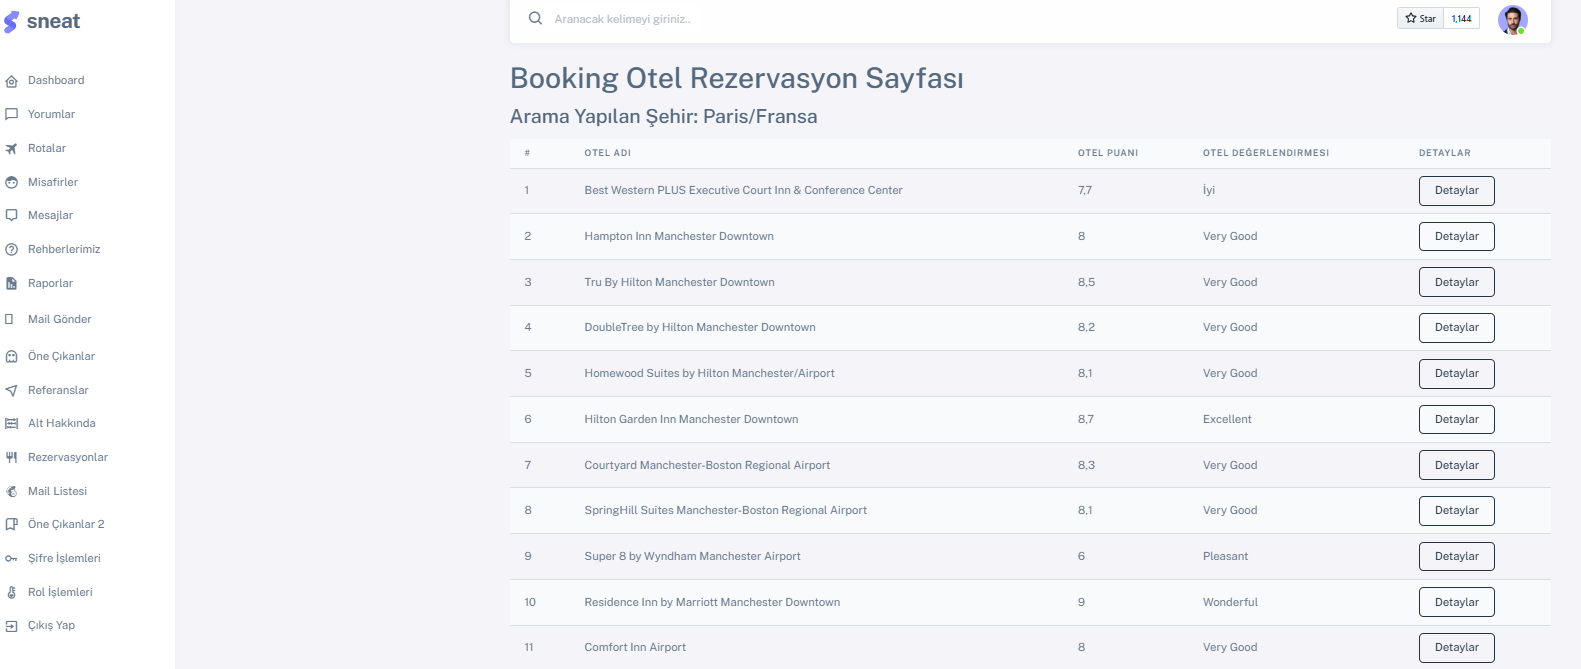 sneat
Dashboard
Yorumlar
Rotalar
Misafirler
Mesajlar
Rehberlerimiz
Raporlar
Mail Gönder
Öne Çıkanlar
Referanslar
Alt Hakkında
Rezervasyonlar
Mail Listesi
Öne Çıkanlar 2
Şifre İşlemleri
Rol İşlemleri
Çıkış Yap
Aranacak kelimeyi giriniz..
Star 1,144
Booking Otel Rezervasyon Sayfası
Arama Yapılan Şehir: Paris/Fransa
# OTEL ADI OTEL PUANI OTEL DEĞERLENDİRMESİ DETAYLAR
1 Best Western PLUS Executive Court Inn & Conference Center 7,7 İyi Detaylar
2 Hampton Inn Manchester Downtown 8 Very Good Detaylar
3 Tru By Hilton Manchester Downtown 8,5 Very Good Detaylar
4 DoubleTree by Hilton Manchester Downtown 8,2 Very Good Detaylar
5 Homewood Suites by Hilton Manchester/Airport 8,1 Very Good Detaylar
6 Hilton Garden Inn Manchester Downtown 8,7 Excellent Detaylar
7 Courtyard Manchester-Boston Regional Airport 8,3 Very Good Detaylar
8 SpringHill Suites Manchester-Boston Regional Airport 8,1 Very Good Detaylar
9 Super 8 by Wyndham Manchester Airport 6 Pleasant Detaylar
10 Residence Inn by Marriott Manchester Downtown 9 Wonderful Detaylar
11 Comfort Inn Airport 8 Very Good Detaylar